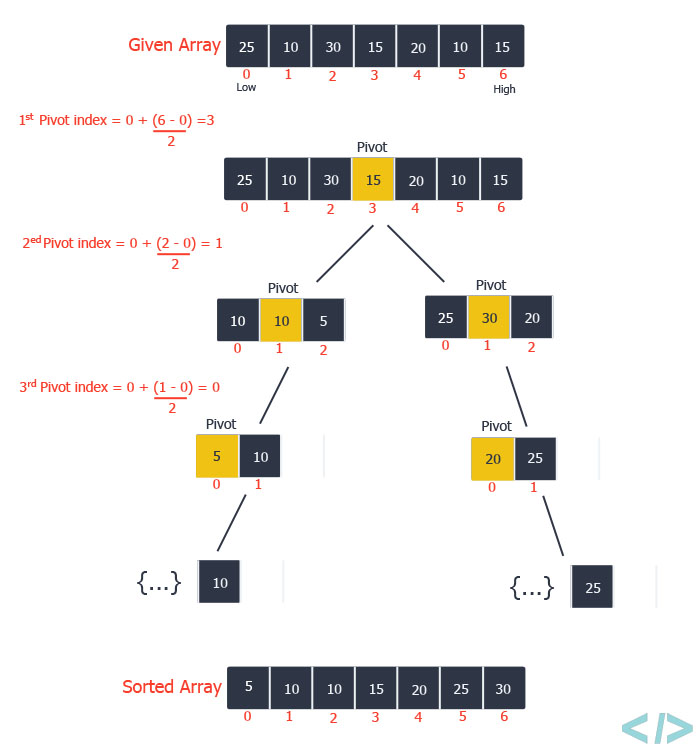 Given Array 25 10 30 15 20 10 15
0 1 2 3 4 5 6
Low High
1st Pivot index = 0 + (6 - 0) =3
2
Pivot
25 10 30 15 20 10 15
0 1 2 3 4 5 6
2ed Pivot index = 0 + (2 - 0) = 1
2
Pivot Pivot
10 10 5 25 30 20
0 1 2 0 1 2
3rd Pivot index = 0 + (1 - 0) = 0
2
Pivot Pivot
5 10 20 25
0 1 0 1
{...} 10 {...} 25
Sorted Array 5 10 10 15 20 25 30
0 1 2 3 4 5 6
</>